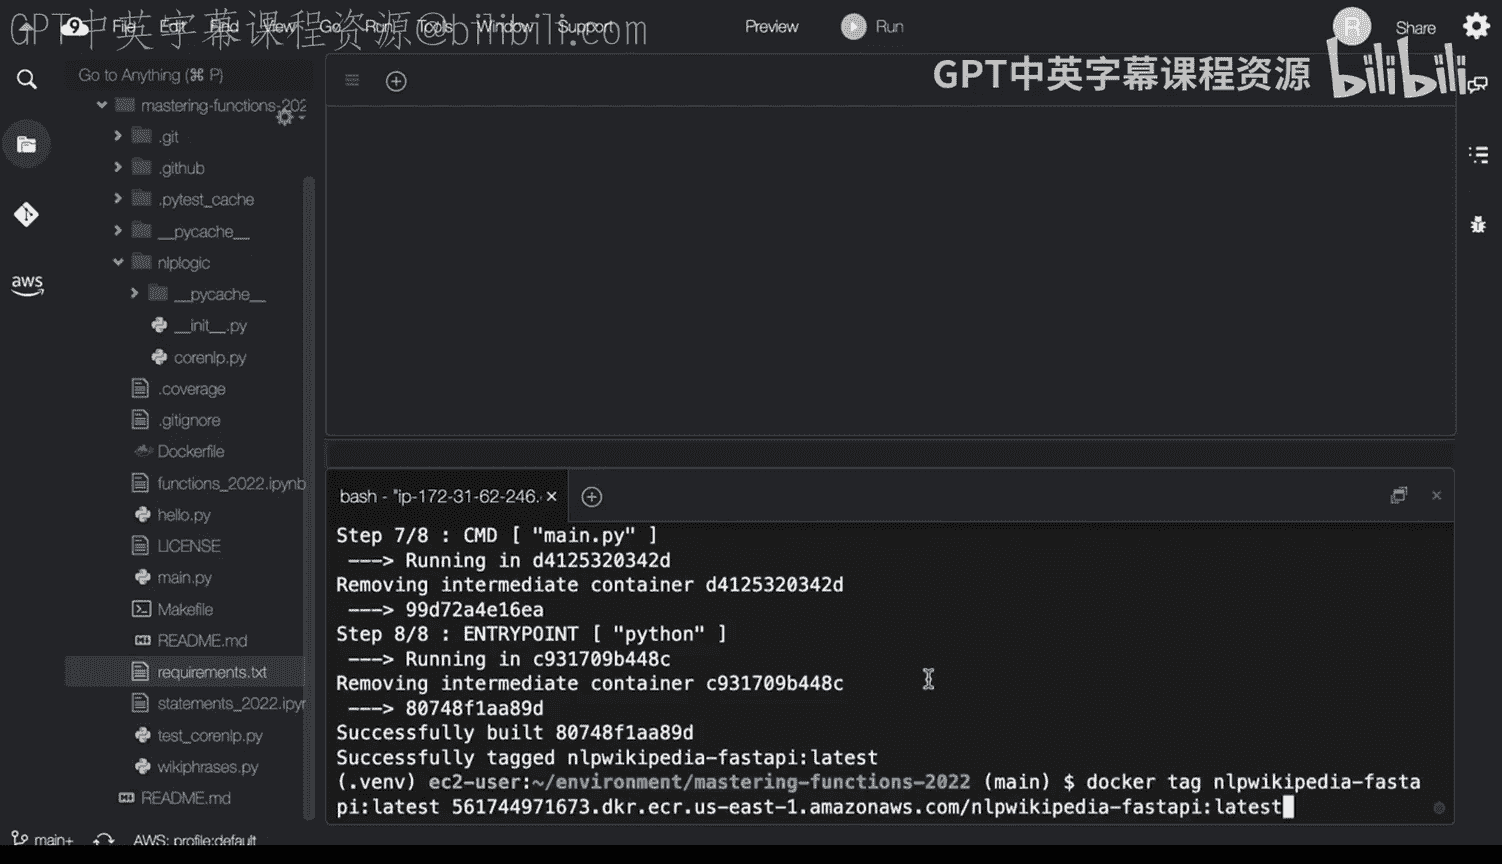 GPT中英字幕课程资源@bilibili.com
File Edit Find View Go Run Tools Window Support Preview Run Share
R
GPT中英字幕课程资源 bilibili
Go to Anything (⌘ P)
mastering-functions-202
.git
.github
.pytest_cache
__pycache__
nlplogic
__pycache__
__init__.py
corenlp.py
.coverage
.gitignore
Dockerfile
functions_2022.ipynb
hello.py
LICENSE
main.py
Makefile
README.md
requirements.txt
statements_2022.ipyn
test_corenlp.py
wikiphrases.py
README.md
main+ AWS: profile:default
aws
bash - "ip-172-31-62-246.
Step 7/8 : CMD [ "main.py" ]
---> Running in d4125320342d
Removing intermediate container d4125320342d
---> 99d72a4e16ea
Step 8/8 : ENTRYPOINT [ "python" ]
---> Running in c931709b448c
Removing intermediate container c931709b448c
---> 80748f1aa89d
Successfully built 80748f1aa89d
Successfully tagged nlpwikipedia-fastapi:latest
(.venv) ec2-user:~/environment/mastering-functions-2022 (main) $ docker tag nlpwikipedia-fasta
pi:latest 561744971673.dkr.ecr.us-east-1.amazonaws.com/nlpwikipedia-fastapi:latest